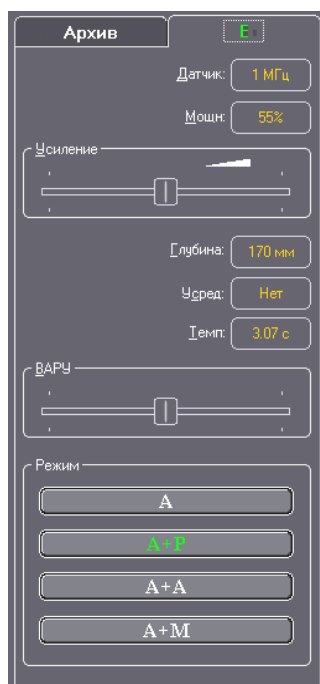 Архив
E
Датчик: 1 МГц
Мощн: 55%
Усиление
Глубина: 170 мм
Усред: Нет
Темп: 3.07 с
ВАРУ
Режим
A
A+P
A+A
A+M